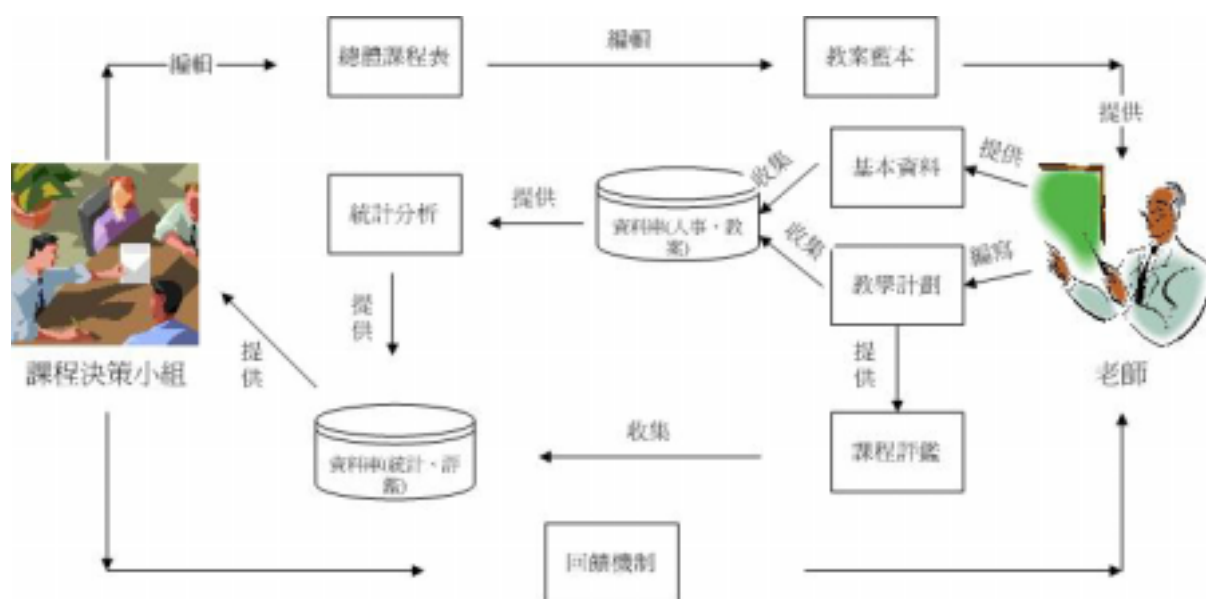 編輯
總體課程表
編輯
教案藍本
提供
基本資料
提供
收集
統計分析
提供
資料庫(人事、教
案)
收集
教學計劃
編寫
提
供
提
供
提
供
課程決策小組
老師
資料庫(統計、評
鑑)
收集
課程評鑑
回饋機制